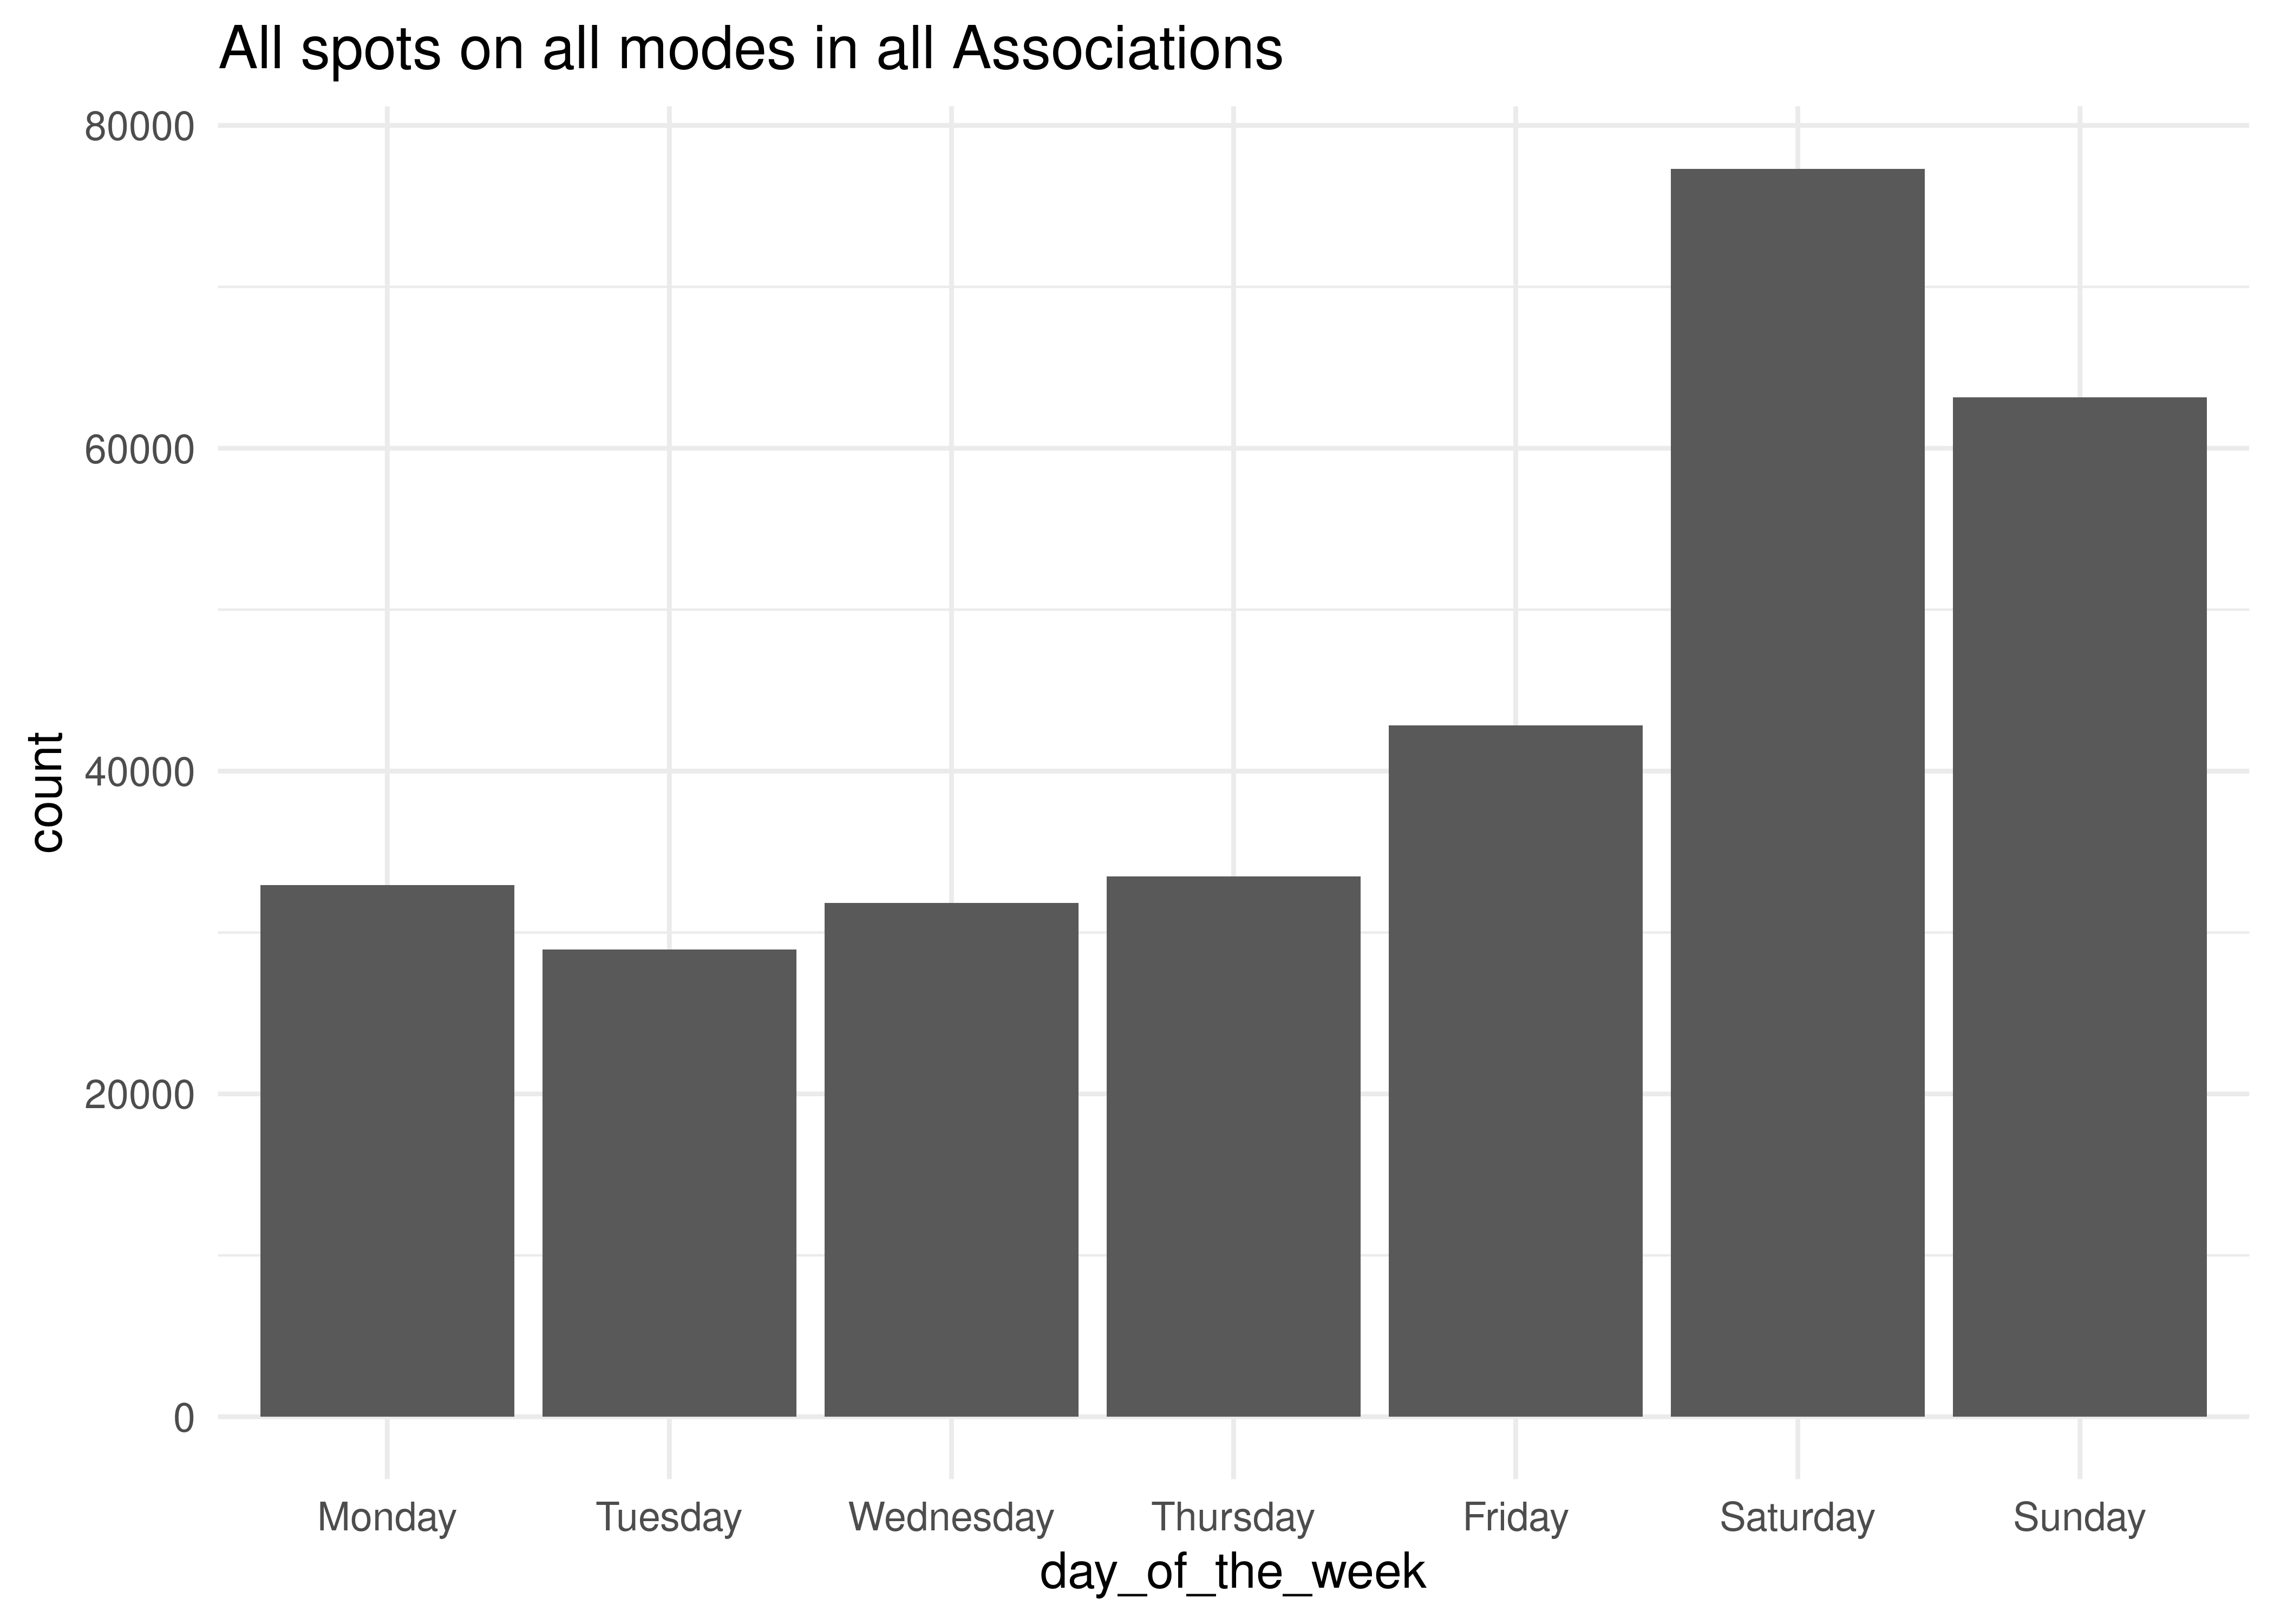 All spots on all modes in all Associations
80000
60000
40000
20000
0
count
Monday Tuesday Wednesday Thursday Friday Saturday Sunday
day_of_the_week